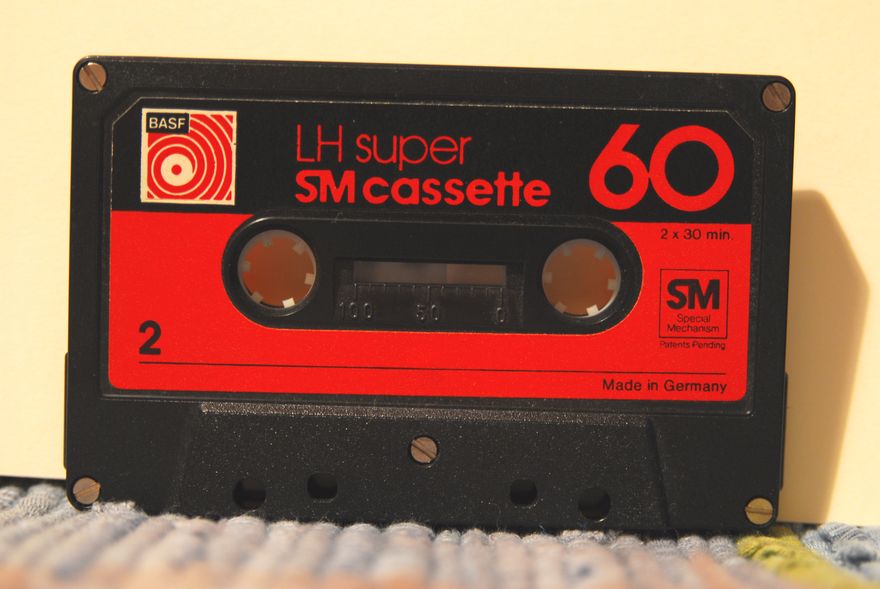 BASF
LH super
SM cassette
60
2 x 30 min.
100 50 0
SM
Special
Mechanism
Patents Pending
2
Made in Germany